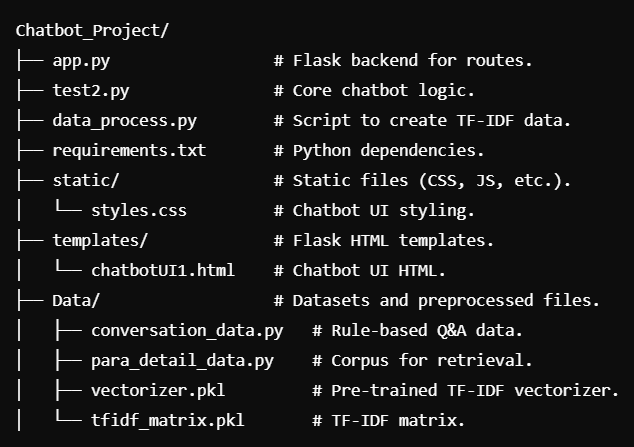 Chatbot_Project/
├── app.py                 # Flask backend for routes.
├── test2.py               # Core chatbot logic.
├── data_process.py        # Script to create TF-IDF data.
├── requirements.txt       # Python dependencies.
├── static/                # Static files (CSS, JS, etc.).
│   └── styles.css         # Chatbot UI styling.
├── templates/             # Flask HTML templates.
│   └── chatbotUI1.html    # Chatbot UI HTML.
├── Data/                  # Datasets and preprocessed files.
│   ├── conversation_data.py   # Rule-based Q&A data.
│   ├── para_detail_data.py    # Corpus for retrieval.
│   ├── vectorizer.pkl         # Pre-trained TF-IDF vectorizer.
│   └── tfidf_matrix.pkl       # TF-IDF matrix.